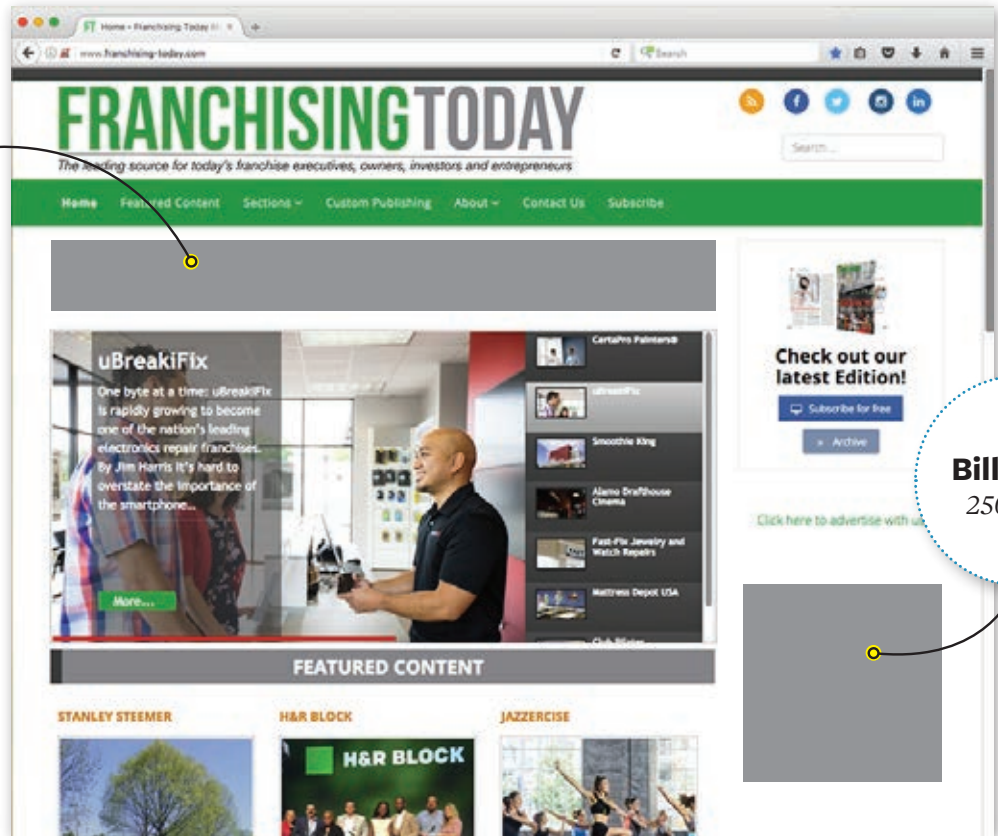 Home - Franchising Today
www.franchising-today.com
Search
FRANCHISINGTODAY
The leading source for today's franchise executives, owners, investors and entrepreneurs
Search...
Home Featured Content Sections Custom Publishing About Contact Us Subscribe
uBreakiFix
One byte at a time: uBreakiFix
is rapidly growing to become
one of the nation's leading
electronics repair franchises.
By Jim Harris It's hard to
overstate the importance of
the smartphone...
More...
CertaPro Painters®
uBreakiFix
Smoothie King
Alamo Drafthouse
Cinema
Fast-Fix Jewelry and
Watch Repairs
Mattress Depot USA
Club Pilates
Check out our
latest Edition!
Subscribe for free
» Archive
Click here to advertise with
Bill
250
FEATURED CONTENT
STANLEY STEEMER
H&R BLOCK
JAZZERCISE
H&R BLOCK